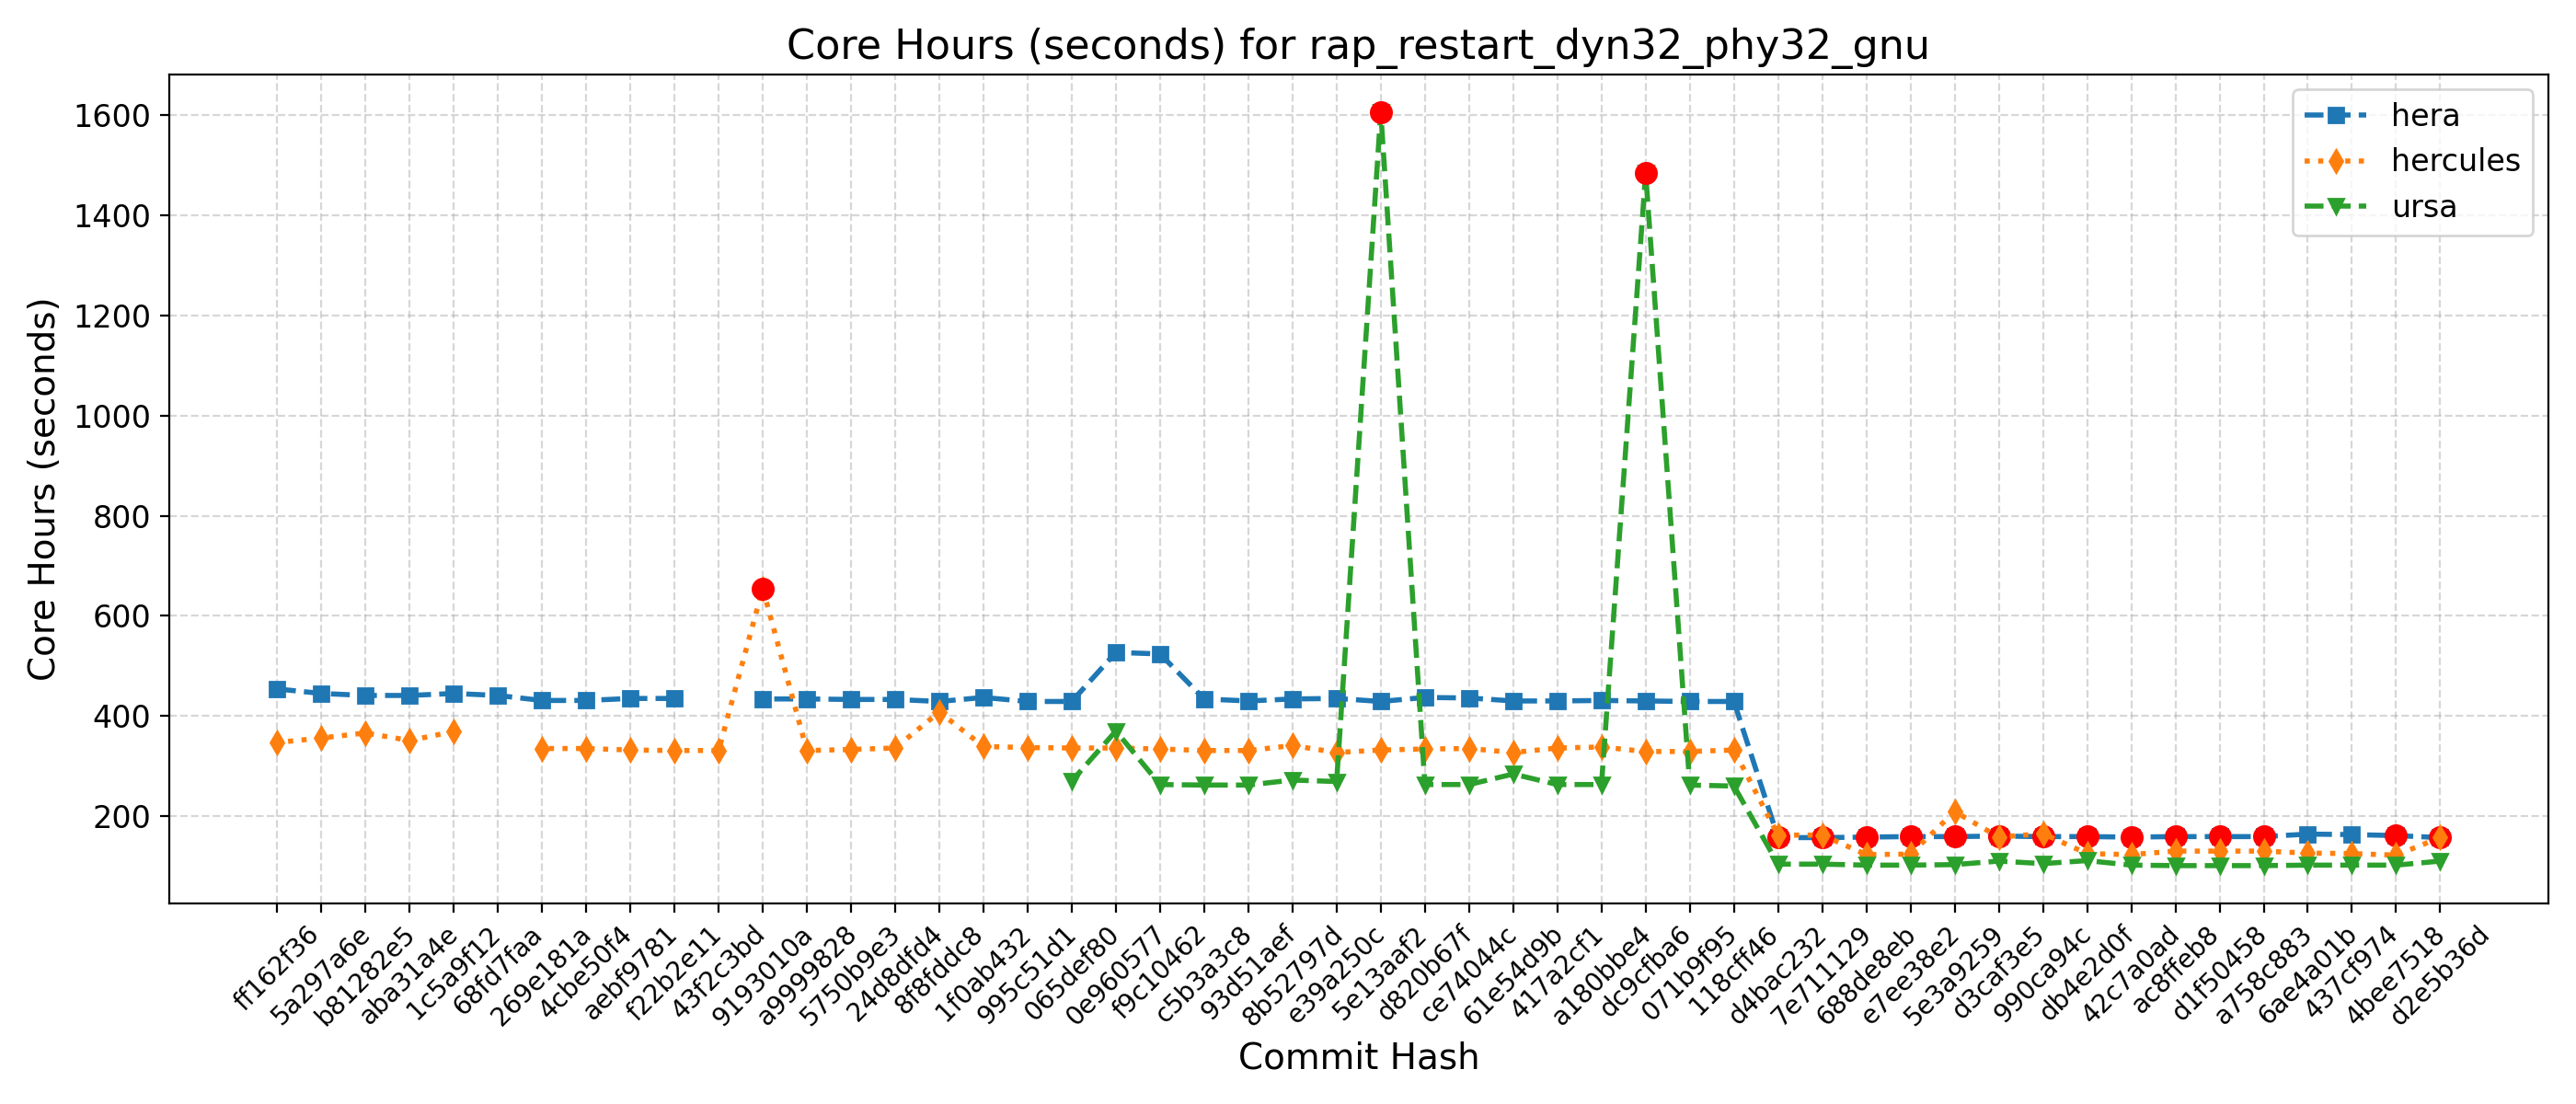 Core Hours (seconds) for rap_restart_dyn32_phy32_gnu
hera
hercules
ursa
Core Hours (seconds)
1600
1400
1200
1000
800
600
400
200
ff162f36
5a297a6e
b81282e5
aba31a4e
1c5a9f12
68fd7faa
269e181a
4cbe50f4
aebf9781
f22b2e11
43f2c3bd
9193010a
a9999828
5750b9e3
24d8dfd4
8f8fddc8
1f0ab432
995c51d1
065def80
0e960577
f9c10462
c5b3a3c8
93d51aef
8b52797d
e39a250c
5e13aaf2
d820b67f
ce74044c
61e54d9b
417a2cf1
a180bbe4
dc9cfba6
071b9f95
118cff46
d4bac232
7e711129
688de8eb
e7ee38e2
5e3a9259
d3caf3e5
990ca94c
db4e2d0f
42c7a0ad
ac8ffeb8
d1f50458
a758c883
6ae4a01b
437cf974
4bee7518
d2e5b36d
Commit Hash